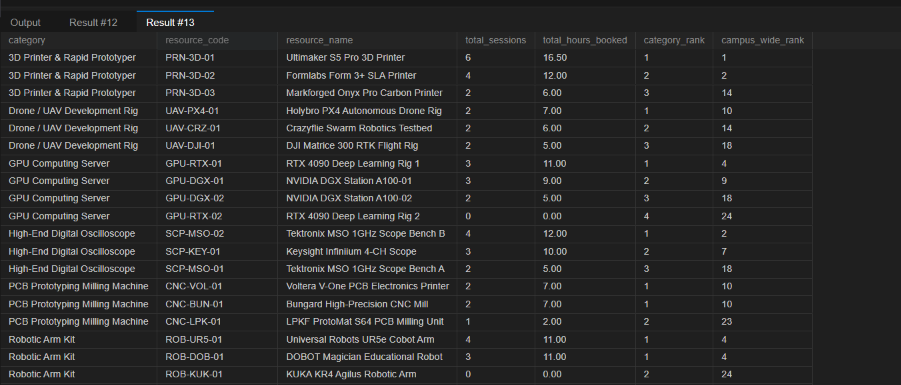 Output Result #12 Result #13
category resource_code resource_name total_sessions total_hours_booked category_rank campus_wide_rank
3D Printer & Rapid Prototyper PRN-3D-01 Ultimaker S5 Pro 3D Printer 6 16.50 1 1
3D Printer & Rapid Prototyper PRN-3D-02 Formlabs Form 3+ SLA Printer 4 12.00 2 2
3D Printer & Rapid Prototyper PRN-3D-03 Markforged Onyx Pro Carbon Printer 2 6.00 3 14
Drone / UAV Development Rig UAV-PX4-01 Holybro PX4 Autonomous Drone Rig 2 7.00 1 10
Drone / UAV Development Rig UAV-CRZ-01 Crazyflie Swarm Robotics Testbed 2 6.00 2 14
Drone / UAV Development Rig UAV-DJI-01 DJI Matrice 300 RTK Flight Rig 2 5.00 3 18
GPU Computing Server GPU-RTX-01 RTX 4090 Deep Learning Rig 1 3 11.00 1 4
GPU Computing Server GPU-DGX-01 NVIDIA DGX Station A100-01 3 9.00 2 9
GPU Computing Server GPU-DGX-02 NVIDIA DGX Station A100-02 2 5.00 3 18
GPU Computing Server GPU-RTX-02 RTX 4090 Deep Learning Rig 2 0 0.00 4 24
High-End Digital Oscilloscope SCP-MSO-02 Tektronix MSO 1GHz Scope Bench B 4 12.00 1 2
High-End Digital Oscilloscope SCP-KEY-01 Keysight Infiniium 4-CH Scope 3 10.00 2 7
High-End Digital Oscilloscope SCP-MSO-01 Tektronix MSO 1GHz Scope Bench A 2 5.00 3 18
PCB Prototyping Milling Machine CNC-VOL-01 Voltera V-One PCB Electronics Printer 2 7.00 1 10
PCB Prototyping Milling Machine CNC-BUN-01 Bungard High-Precision CNC Mill 2 7.00 1 10
PCB Prototyping Milling Machine CNC-LPK-01 LPKF ProtoMat S64 PCB Milling Unit 1 2.00 2 23
Robotic Arm Kit ROB-UR5-01 Universal Robots UR5e Cobot Arm 4 11.00 1 4
Robotic Arm Kit ROB-DOB-01 DOBOT Magician Educational Robot 3 11.00 1 4
Robotic Arm Kit ROB-KUK-01 KUKA KR4 Agilus Robotic Arm 0 0.00 2 24